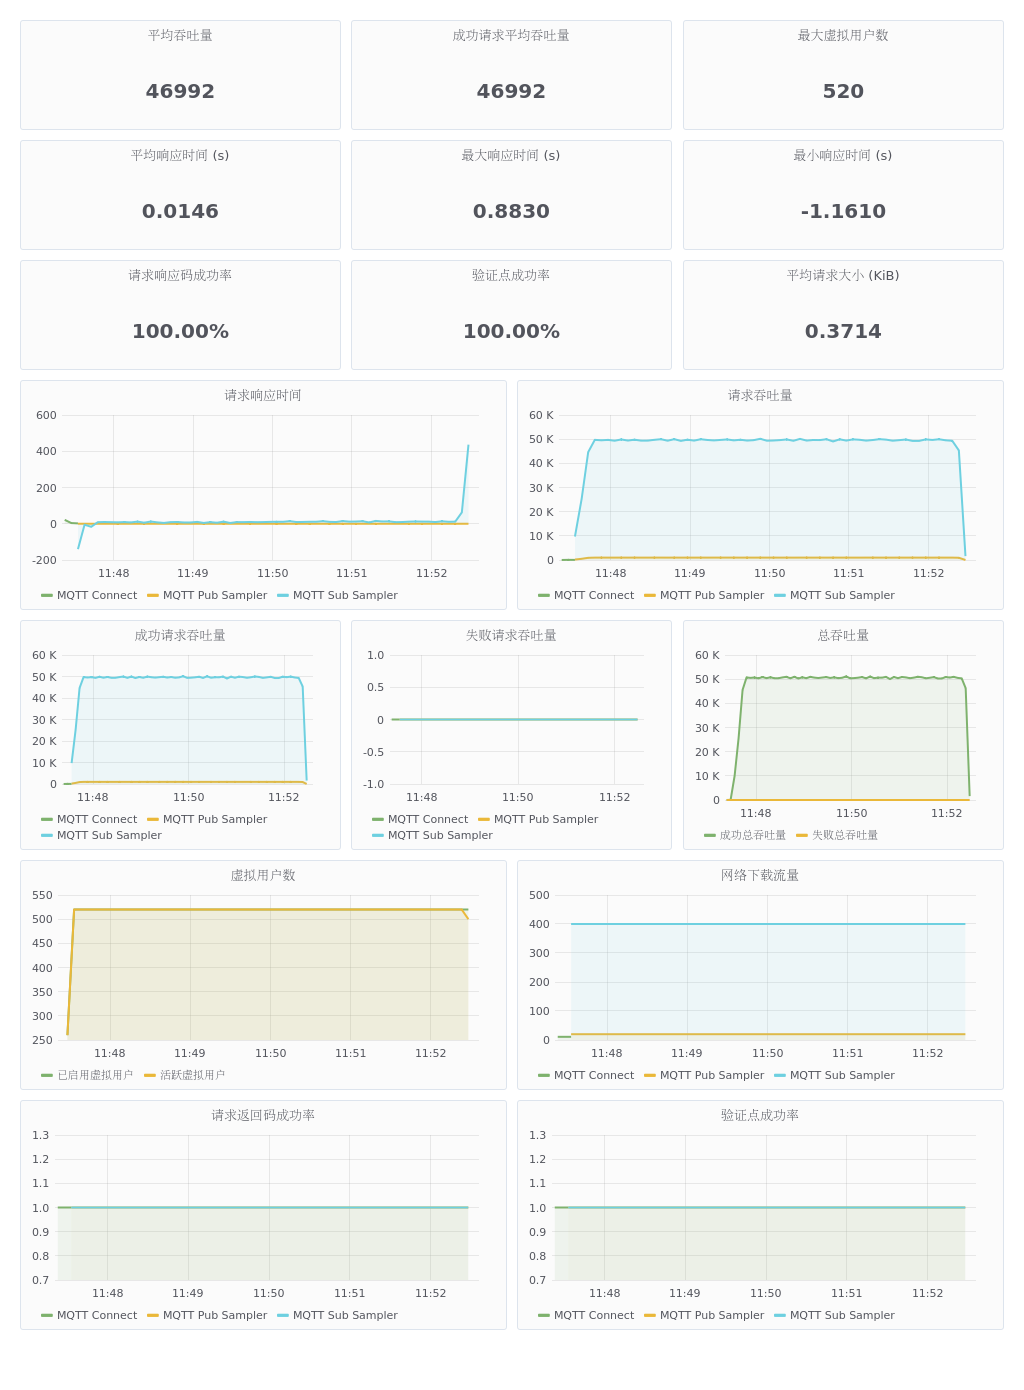 平均吞吐量
成功请求平均吞吐量
最大虚拟用户数
46992
46992
520
平均响应时间 (s)
最大响应时间 (s)
最小响应时间 (s)
0.0146
0.8830
-1.1610
请求响应码成功率
验证点成功率
平均请求大小 (KiB)
100.00%
100.00%
0.3714
请求响应时间
600
400
200
0
-200
11:48 11:49 11:50 11:51 11:52
MQTT Connect MQTT Pub Sampler MQTT Sub Sampler
请求吞吐量
60 K
50 K
40 K
30 K
20 K
10 K
0
11:48 11:49 11:50 11:51 11:52
MQTT Connect MQTT Pub Sampler MQTT Sub Sampler
成功请求吞吐量
60 K
50 K
40 K
30 K
20 K
10 K
0
11:48 11:50 11:52
MQTT Connect MQTT Pub Sampler
MQTT Sub Sampler
失败请求吞吐量
1.0
0.5
0
-0.5
-1.0
11:48 11:50 11:52
MQTT Connect MQTT Pub Sampler
MQTT Sub Sampler
总吞吐量
60 K
50 K
40 K
30 K
20 K
10 K
0
11:48 11:50 11:52
成功总吞吐量 失败总吞吐量
虚拟用户数
550
500
450
400
350
300
250
11:48 11:49 11:50 11:51 11:52
已启用虚拟用户 活跃虚拟用户
网络下载流量
500
400
300
200
100
0
11:48 11:49 11:50 11:51 11:52
MQTT Connect MQTT Pub Sampler MQTT Sub Sampler
请求返回码成功率
1.3
1.2
1.1
1.0
0.9
0.8
0.7
11:48 11:49 11:50 11:51 11:52
MQTT Connect MQTT Pub Sampler MQTT Sub Sampler
验证点成功率
1.3
1.2
1.1
1.0
0.9
0.8
0.7
11:48 11:49 11:50 11:51 11:52
MQTT Connect MQTT Pub Sampler MQTT Sub Sampler